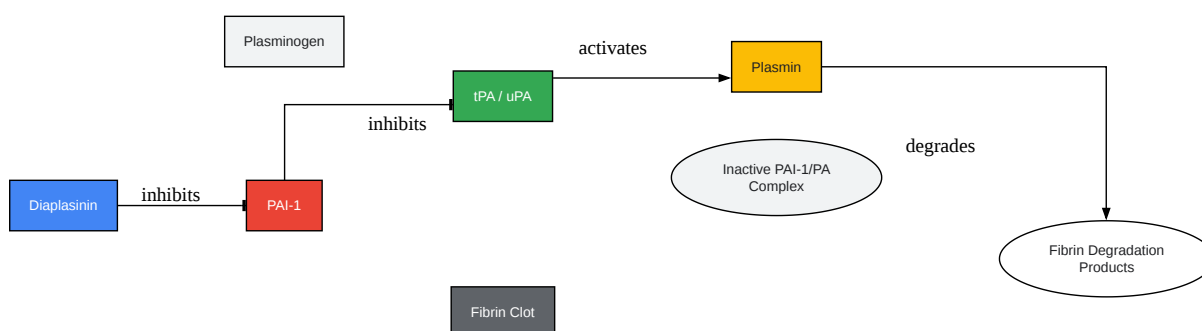 Plasminogen
activates
Plasmin
tPA / uPA
inhibits
degrades
Inactive PAI-1/PA
Complex
Diaplasinin
inhibits
PAI-1
Fibrin Degradation
Products
Fibrin Clot